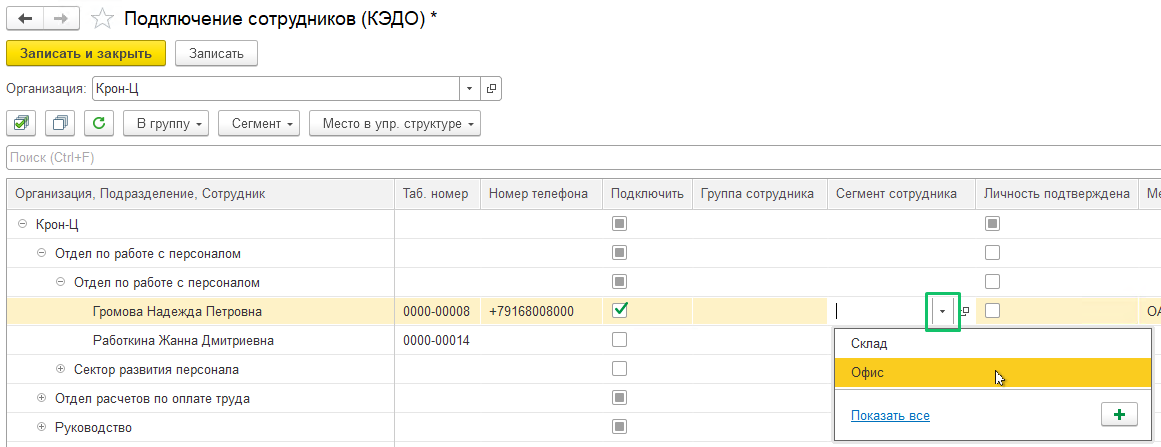 Подключение сотрудников (КЭДО) *
Записать и закрыть Записать
Организация: Крон-Ц
В группу Сегмент Место в упр. структуре
Поиск (Ctrl+F)
Организация, Подразделение, Сотрудник Таб. номер Номер телефона Подключить Группа сотрудника Сегмент сотрудника Личность подтверждена Ме
Крон-Ц
Отдел по работе с персоналом
Отдел по работе с персоналом
Громова Надежда Петровна 0000-00008 +79168008000 ОА
Работкина Жанна Дмитриевна 0000-00014
Склад
Сектор развития персонала
Офис
Отдел расчетов по оплате труда
Показать все
Руководство